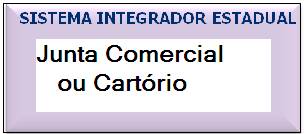 SISTEMA INTEGRADOR ESTADUAL
Junta Comercial
ou Cartório